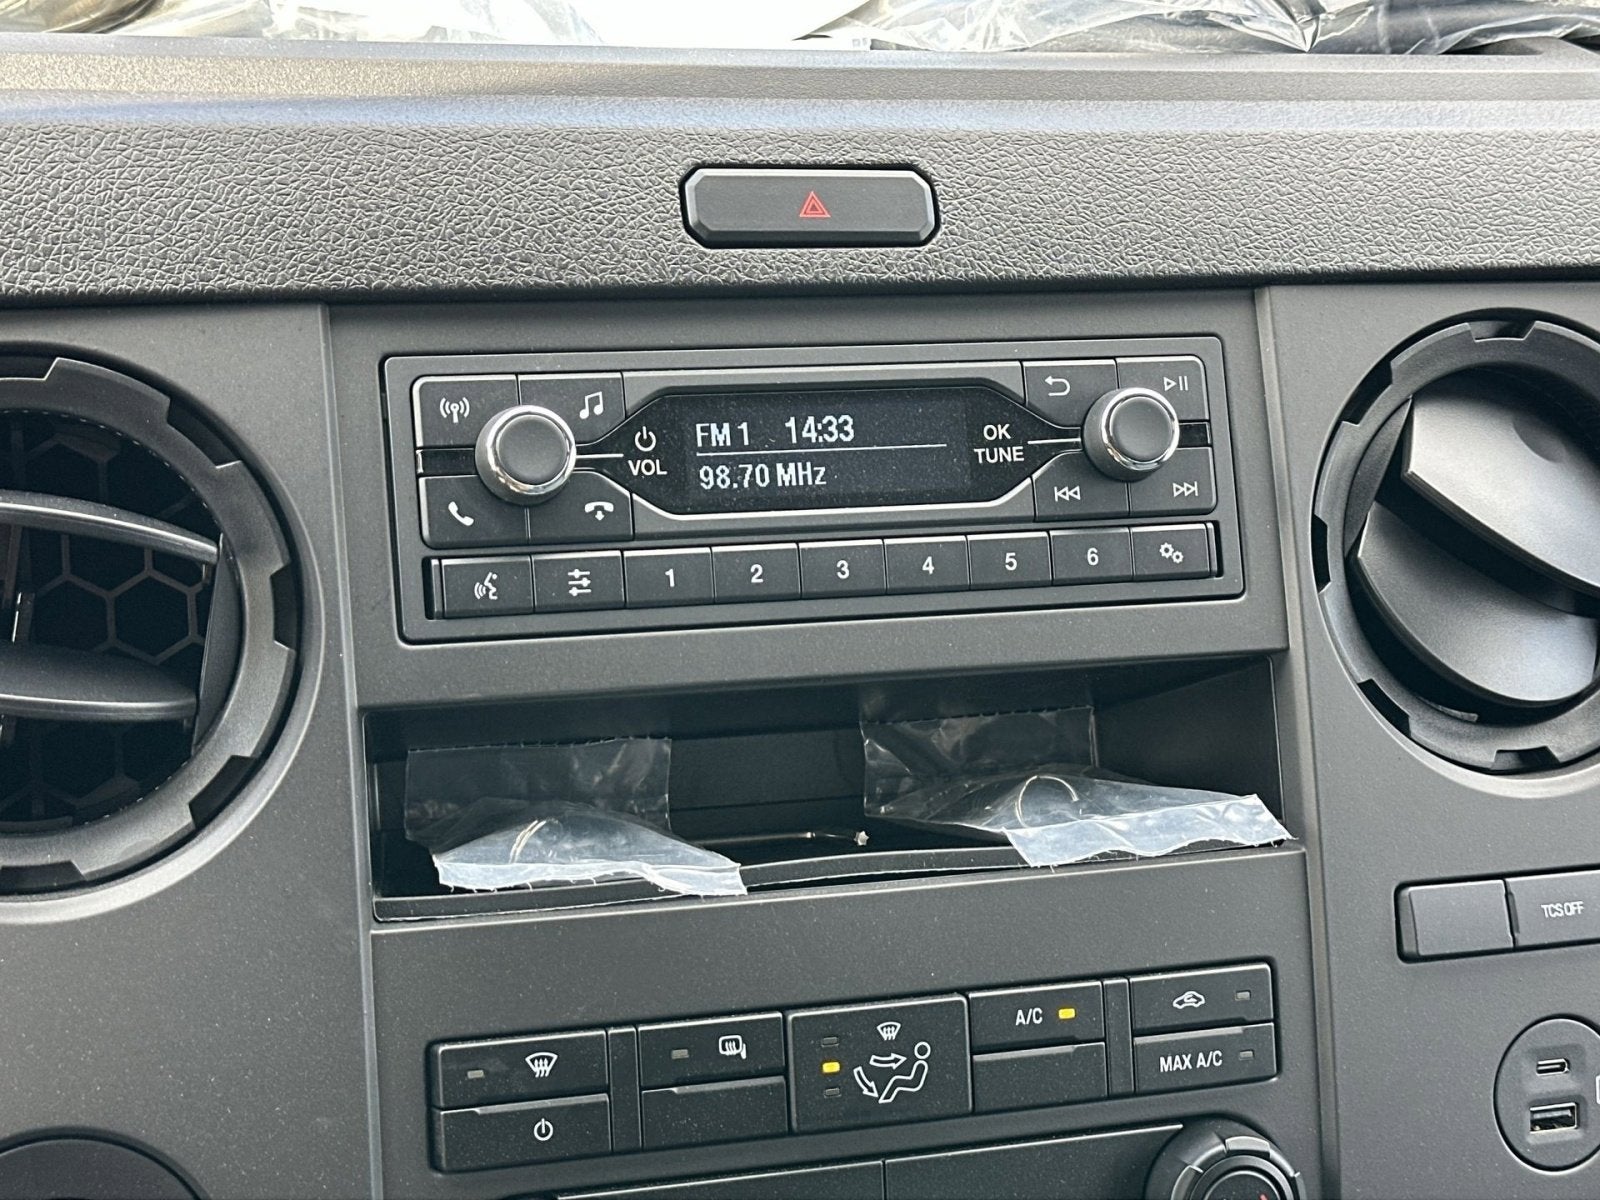 FM 1 14:33
98.70 MHz
VOL
OK
TUNE
1 2 3 4 5 6
TCS OFF
A/C
MAX A/C